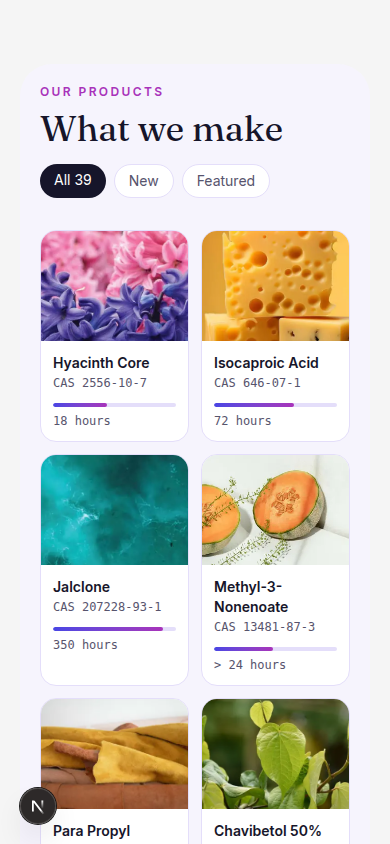 OUR PRODUCTS
What we make
All 39
New
Featured
Hyacinth Core
CAS 2556-10-7
18 hours
Isocaproic Acid
CAS 646-07-1
72 hours
Jalclone
CAS 207228-93-1
350 hours
Methyl-3-
Nonenoate
CAS 13481-87-3
> 24 hours
Para Propyl
Chavibetol 50%
N